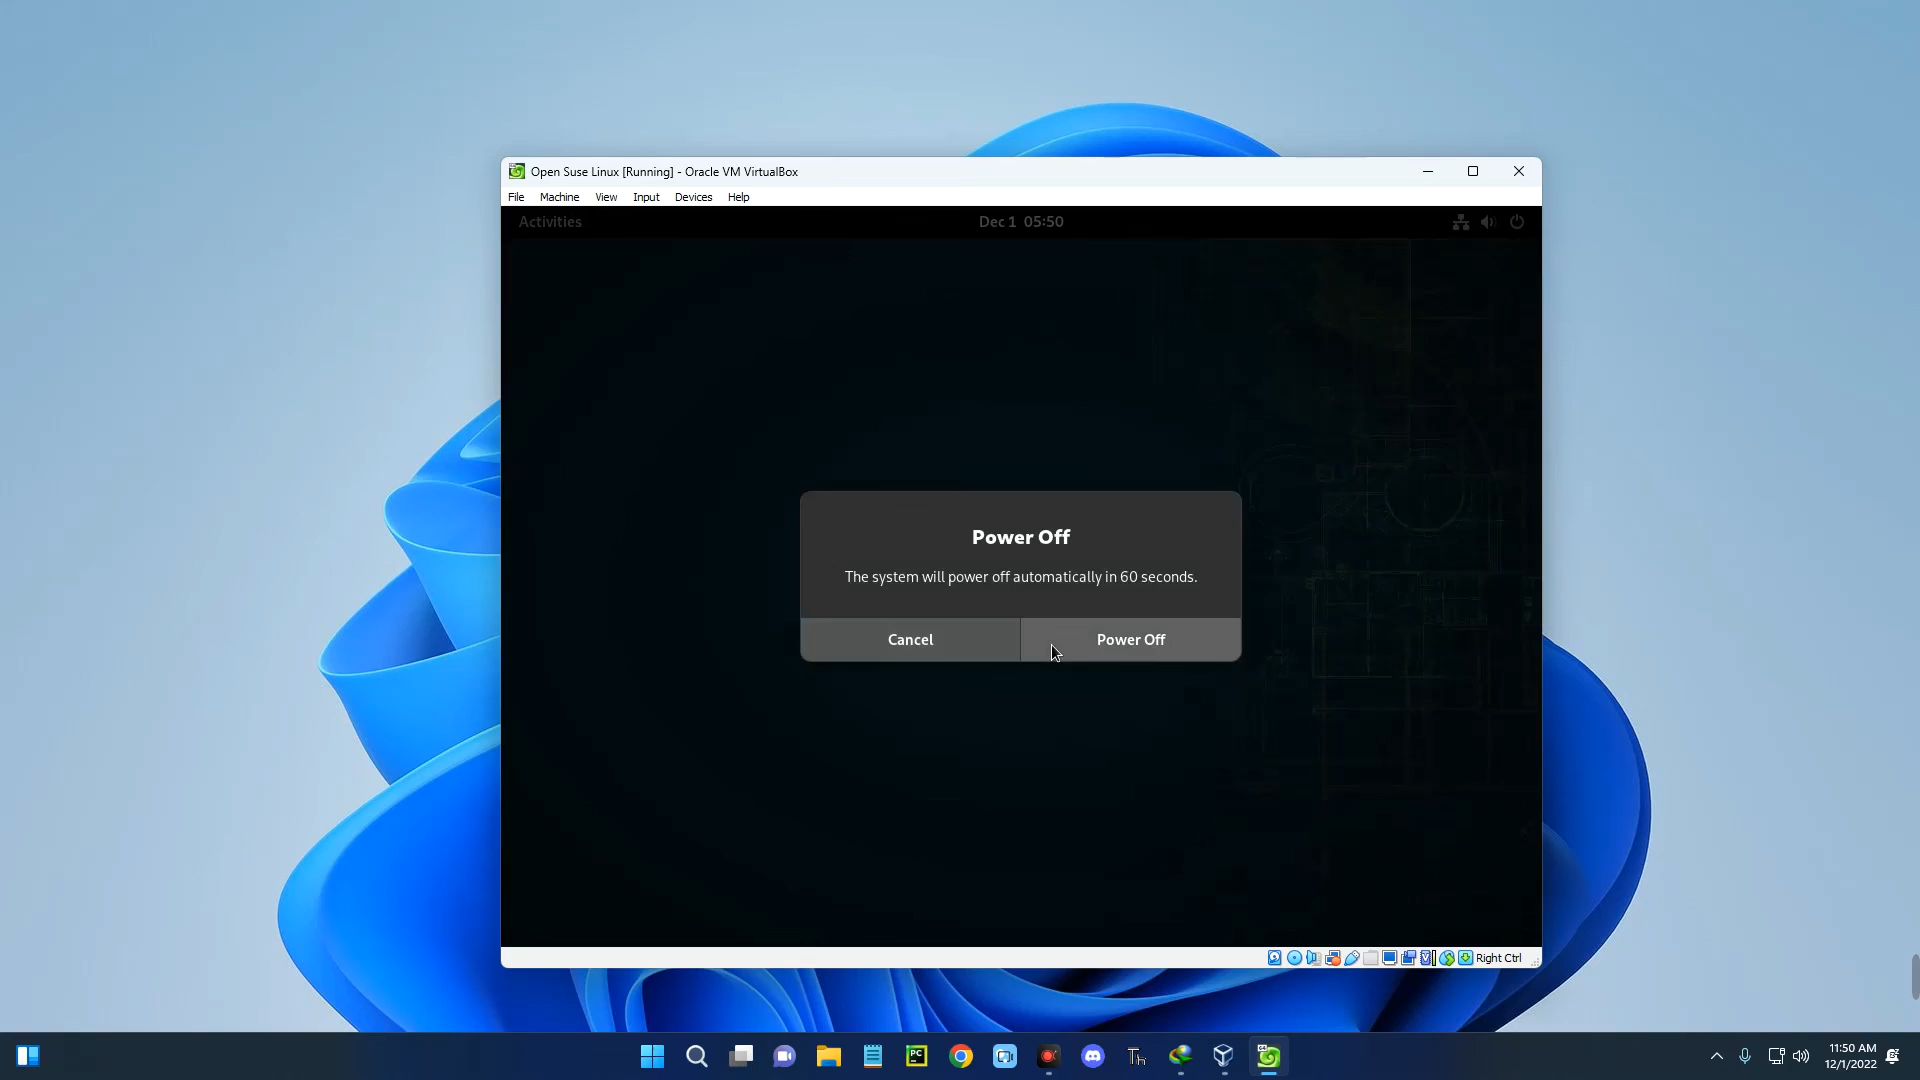 Open Suse Linux [Running] - Oracle VM VirtualBox
File Machine View Input Devices Help
Activities
Dec 1 05:50
Power Off
The system will power off automatically in 60 seconds.
Cancel
Power Off
Right Ctrl
PC
Th
11:50 AM
12/1/2022